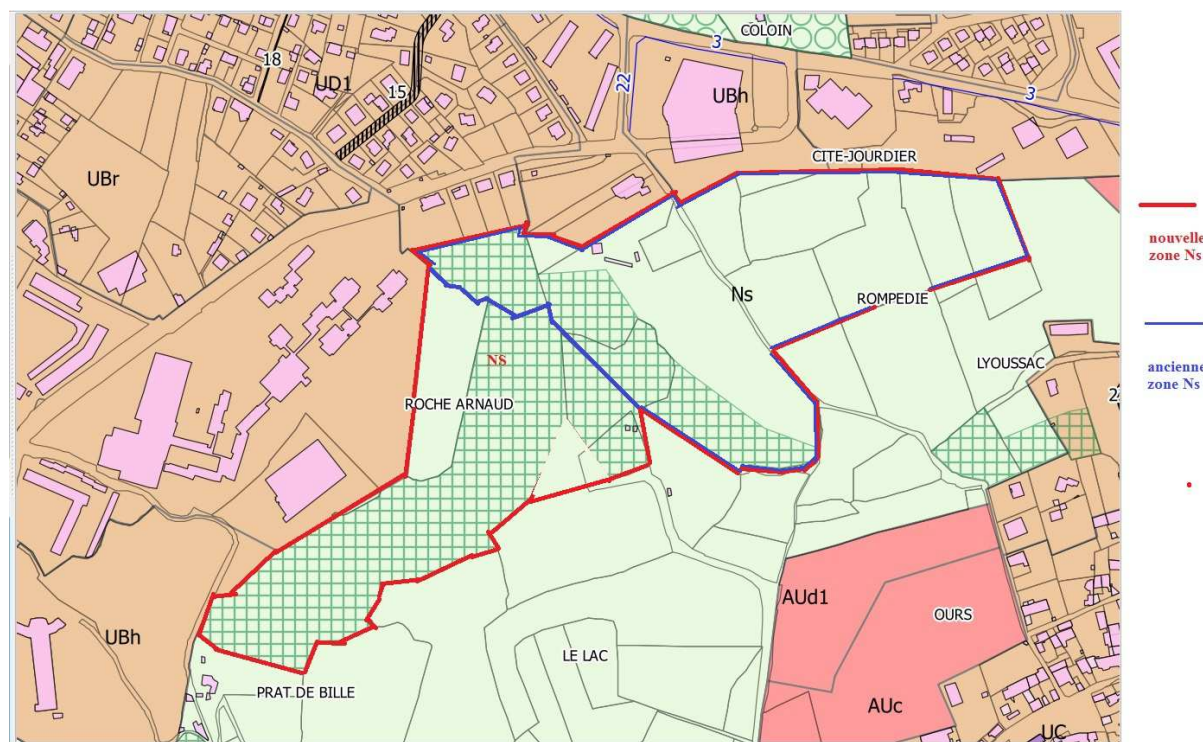 COLOIN
3
18
UD1
15
22
UBh
3
CITE-JOURDIER
UBr
nouvelle
zone Ns
Ns
ROMPEDIE
NS
LYOUSSAC
ancienne
zone Ns
ROCHE ARNAUD
AUd1
OURS
UBh
LE LAC
PRAT DE BILLE
AUc
UC